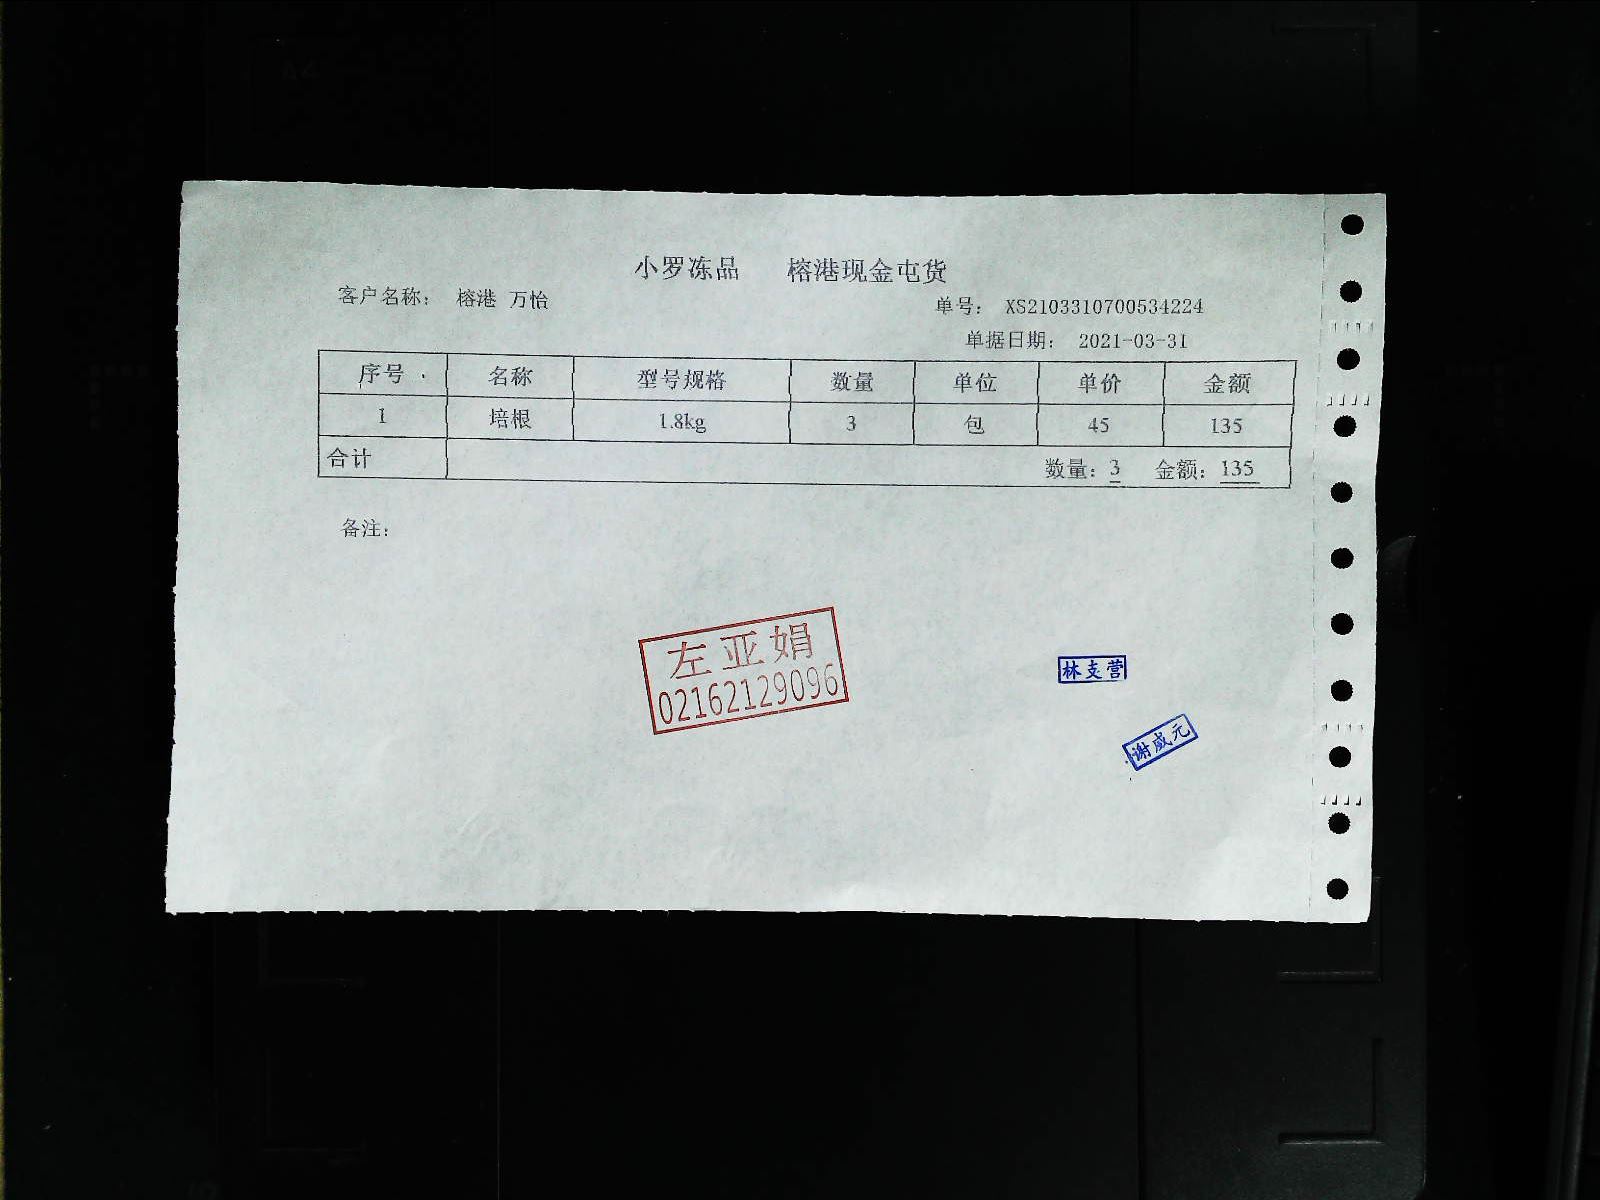 小罗冻品 榕港现金屯货
客户名称： 榕港 万怡
单号： XS2103310700534224
单据日期： 2021-03-31
序号 名称 型号规格 数量 单位 单价 金额
1 培根 1.8kg 3 包 45 135
合计 数量：3 金额：135
备注：
左亚娟
02162129096
林支营
谢威元